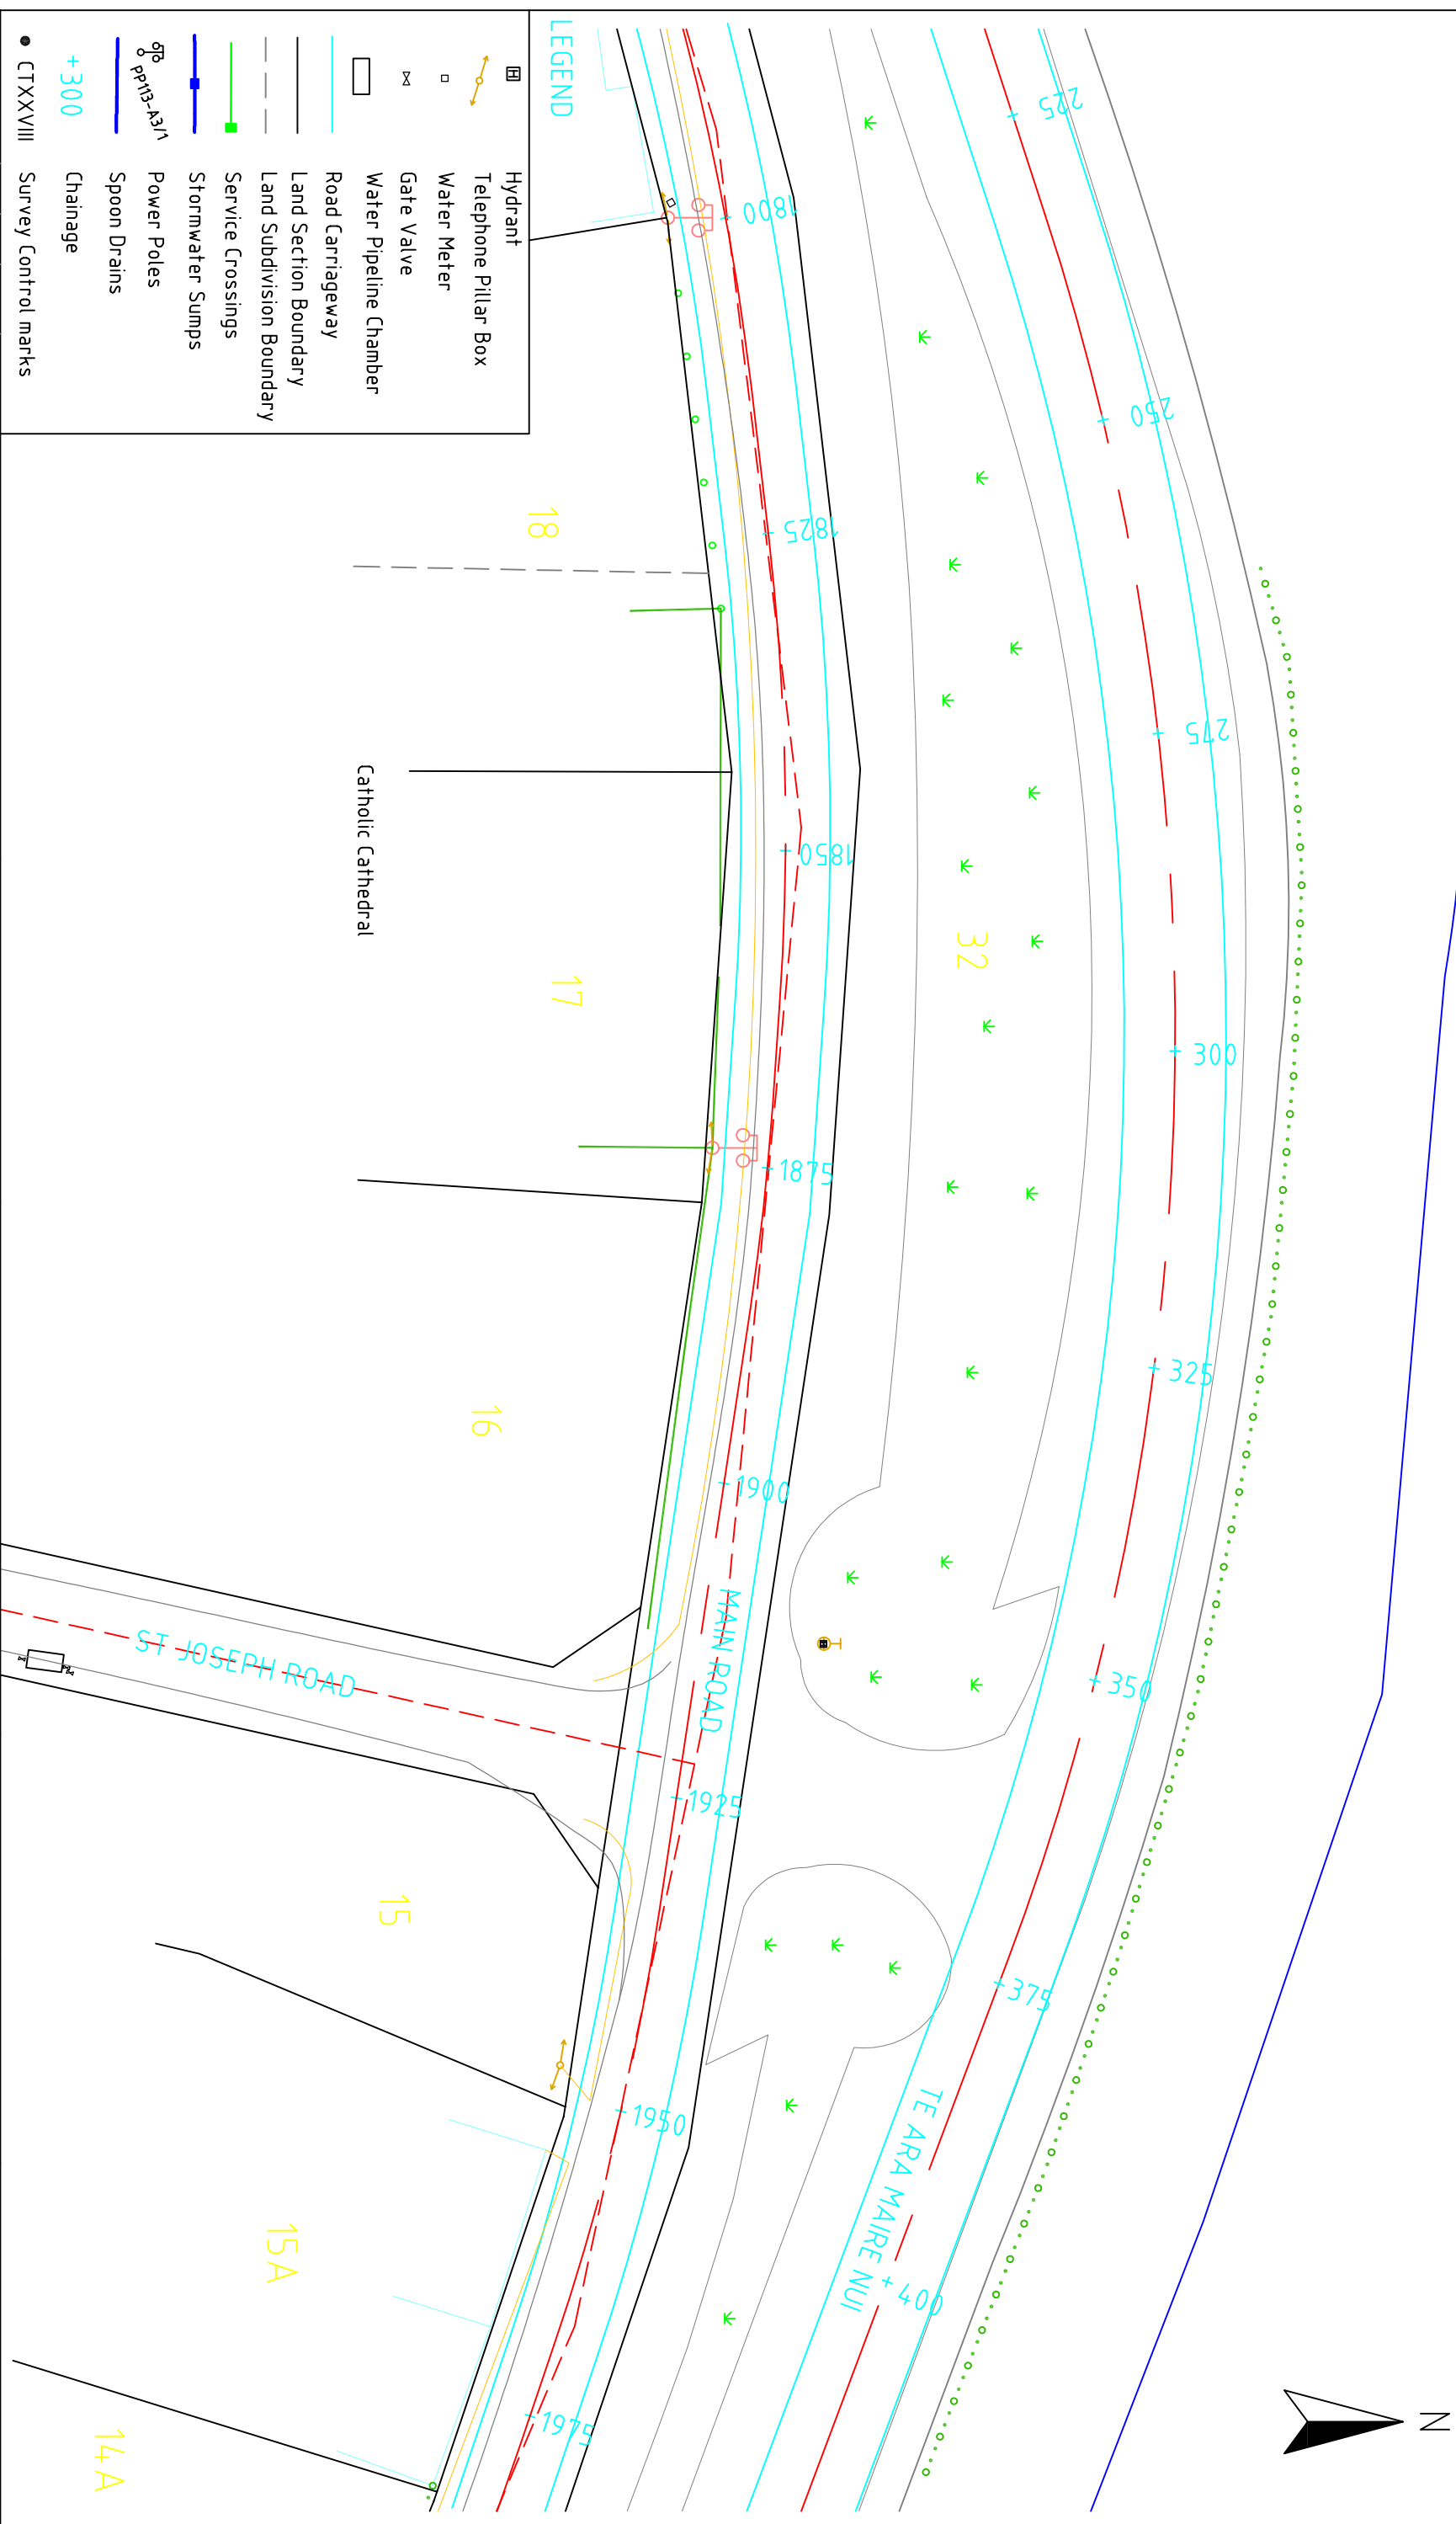 LEGEND
Hydrant
Telephone Pillar Box
Water Meter
Gate Valve
Water Pipeline Chamber
Road Carriageway
Land Section Boundary
Land Subdivision Boundary
Service Crossings
Stormwater Sumps
PP113-A3/1 Power Poles
Spoon Drains
+300 Chainage
CTXXVIII Survey Control marks
H
N
225
250
275
+ 300
+ 325
+ 350
+ 375
+ 400
TE ARA MAIRE NUI
32
1800
1825
1850
1875
1900
1925
1950
1975
MAIN ROAD
ST JOSEPH ROAD
18
Catholic Cathedral
17
16
15
15A
14A